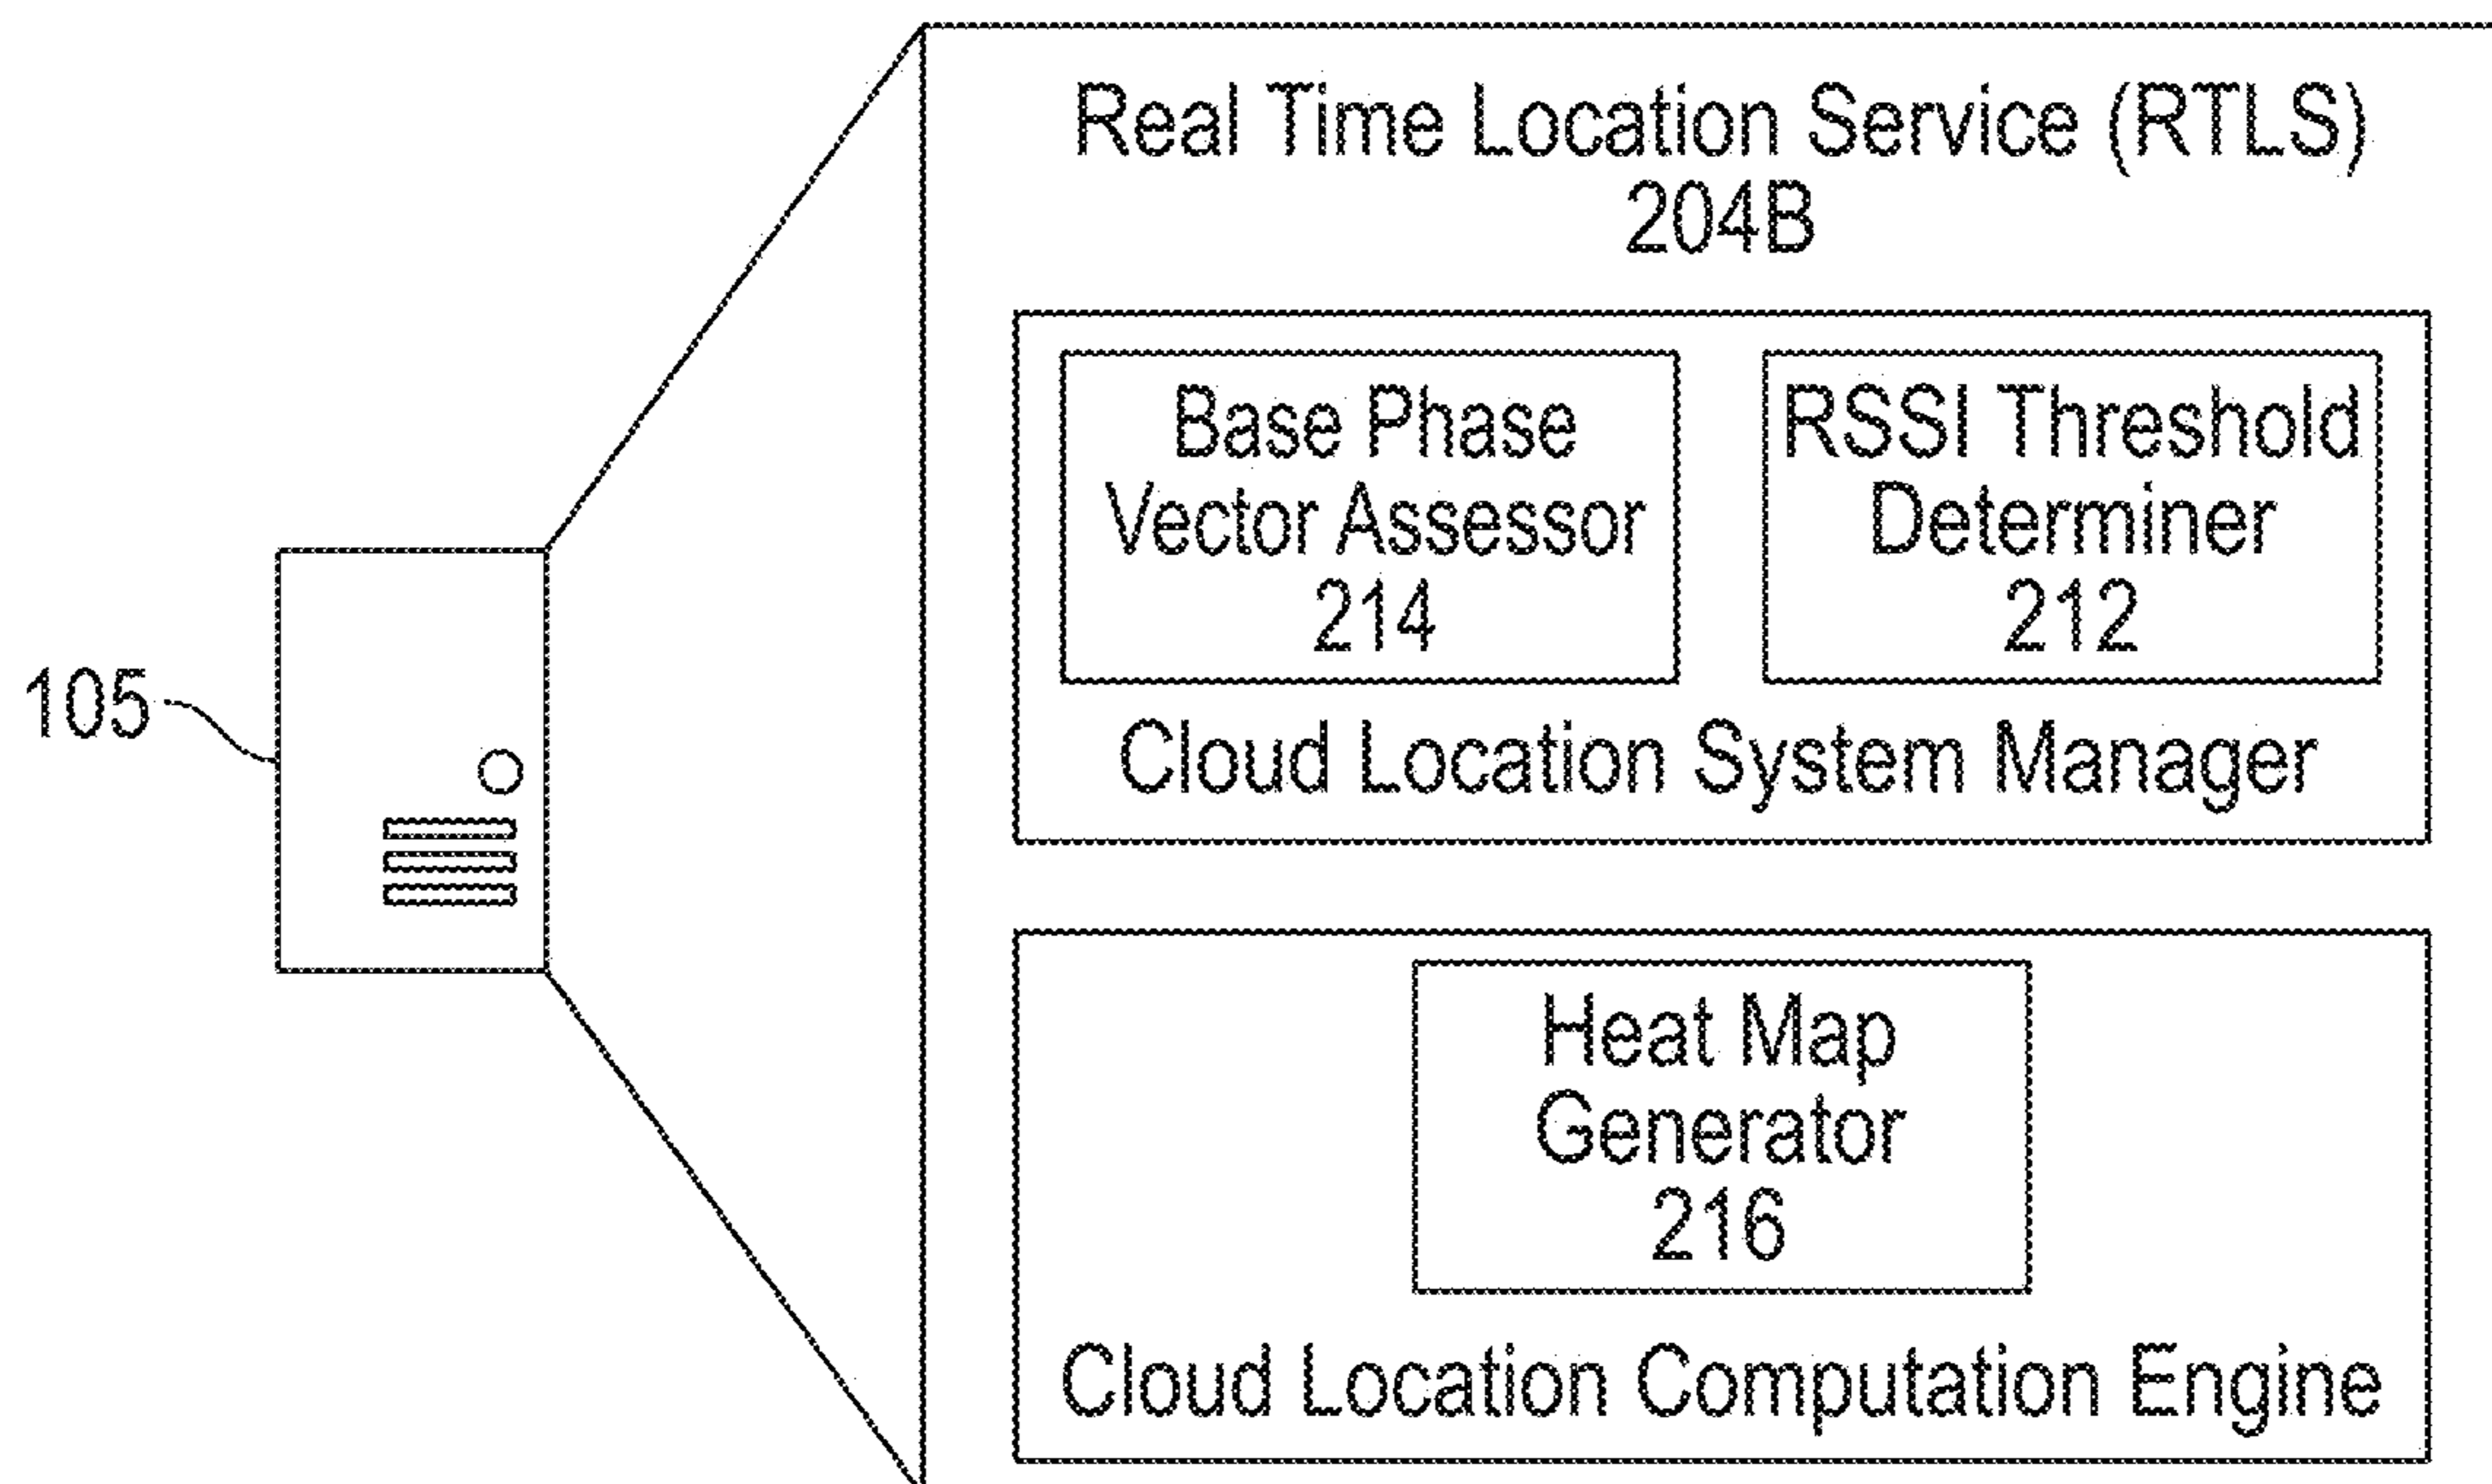 Real Time Location Service (RTLS)
204B
Base Phase
Vector Assessor
214
RSSI Threshold
Determiner
212
Cloud Location System Manager
105
Heat Map
Generator
216
Cloud Location Computation Engine